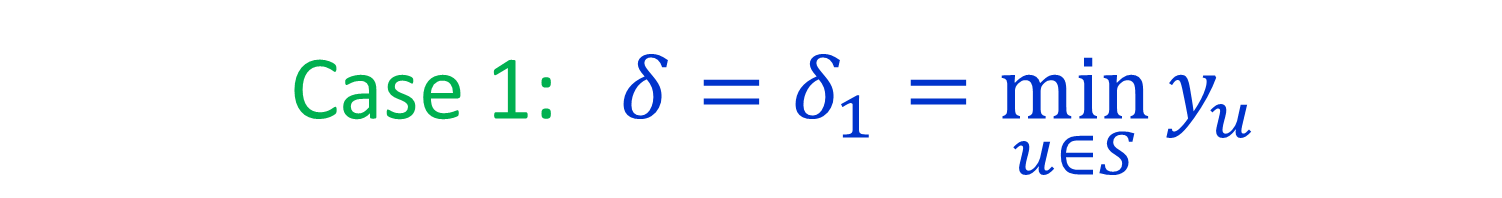 Case 1: δ = δ₁ = min_{u∈S} y_u